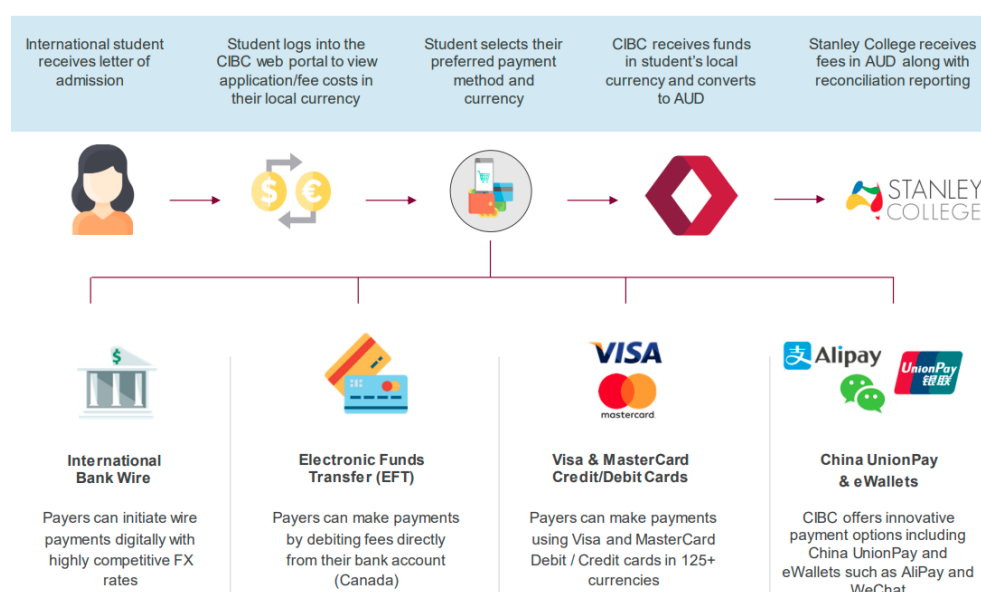 International student
receives letter of
admission
Student logs into the
CIBC web portal to view
application/fee costs in
their local currency
Student selects their
preferred payment
method and
currency
CIBC receives funds
in student's local
currency and converts
to AUD
Stanley College receives
fees in AUD along with
reconciliation reporting
$
€
STANLEY
COLLEGE
$
International
Bank Wire
Payers can initiate wire
payments digitally with
highly competitive FX
rates
Electronic Funds
Transfer (EFT)
Payers can make payments
by debiting fees directly
from their bank account
(Canada)
VISA
mastercard
Visa & MasterCard
Credit/Debit Cards
Payers can make payments
using Visa and MasterCard
Debit / Credit cards in 125+
currencies
支 Alipay
UnionPay
银联
China UnionPay
& eWallets
CIBC offers innovative
payment options including
China UnionPay and
eWallets such as AliPay and
WeChat